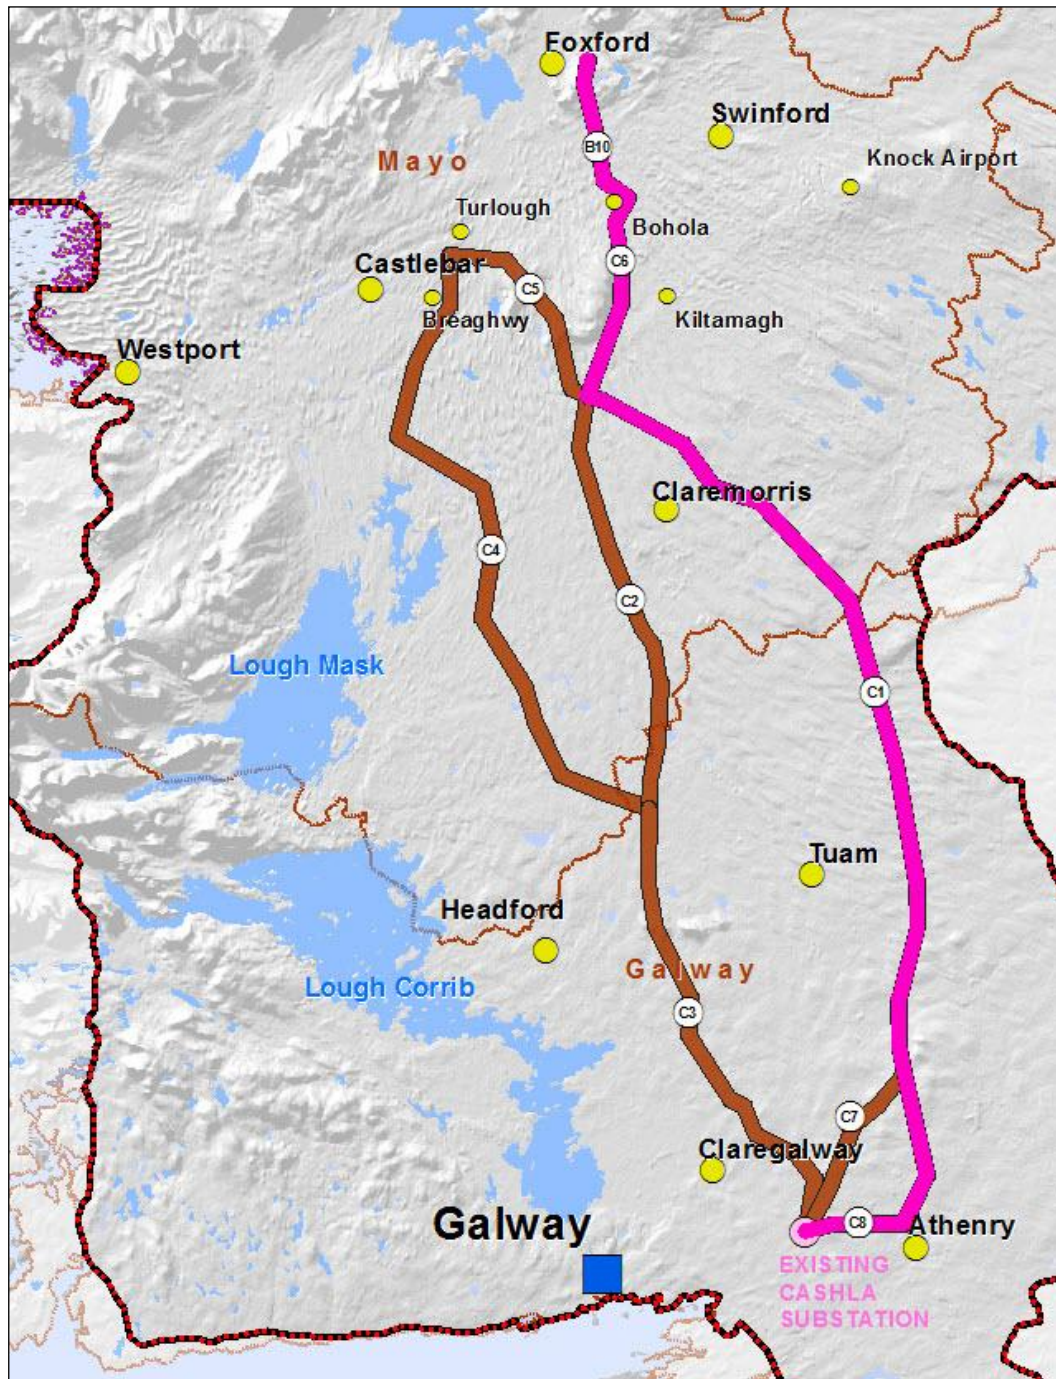 Foxford
Swinford
B10
Knock Airport
Mayo
Turlough
Bohola
Castlebar
C6
C5
Breaghwy
Kiltamagh
Westport
Claremorris
C4
C2
Lough Mask
C1
Tuam
Headford
Galway
Lough Corrib
C3
C7
Claregalway
Galway
C8
Athenry
EXISTING
CASHLA
SUBSTATION